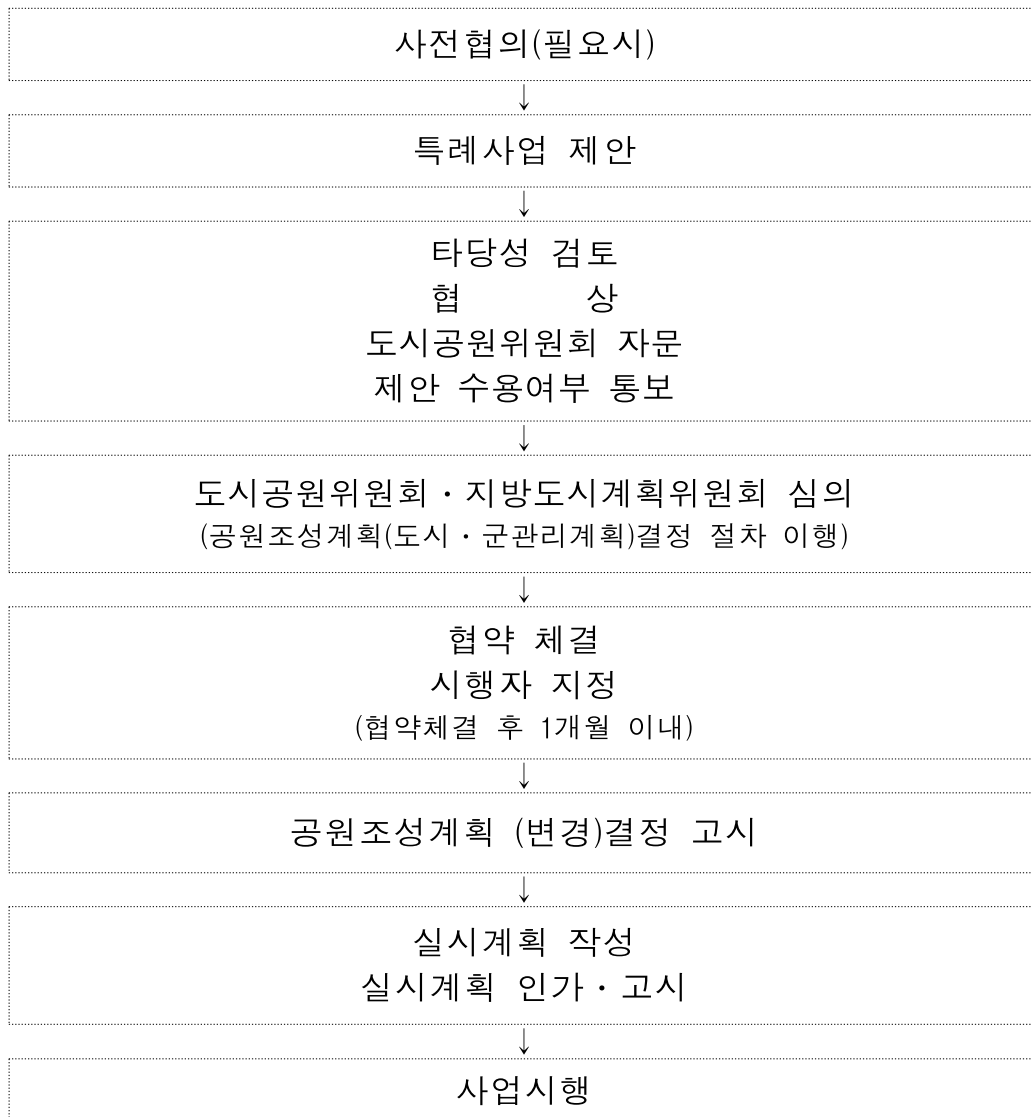 사전협의(필요시)
↓
특례사업 제안
↓
타당성 검토
협 상
도시공원위원회 자문
제안 수용여부 통보
↓
도시공원위원회・지방도시계획위원회 심의
(공원조성계획(도시・군관리계획)결정 절차 이행)
↓
협약 체결
시행자 지정
(협약체결 후 1개월 이내)
↓
공원조성계획 (변경)결정 고시
↓
실시계획 작성
실시계획 인가・고시
↓
사업시행